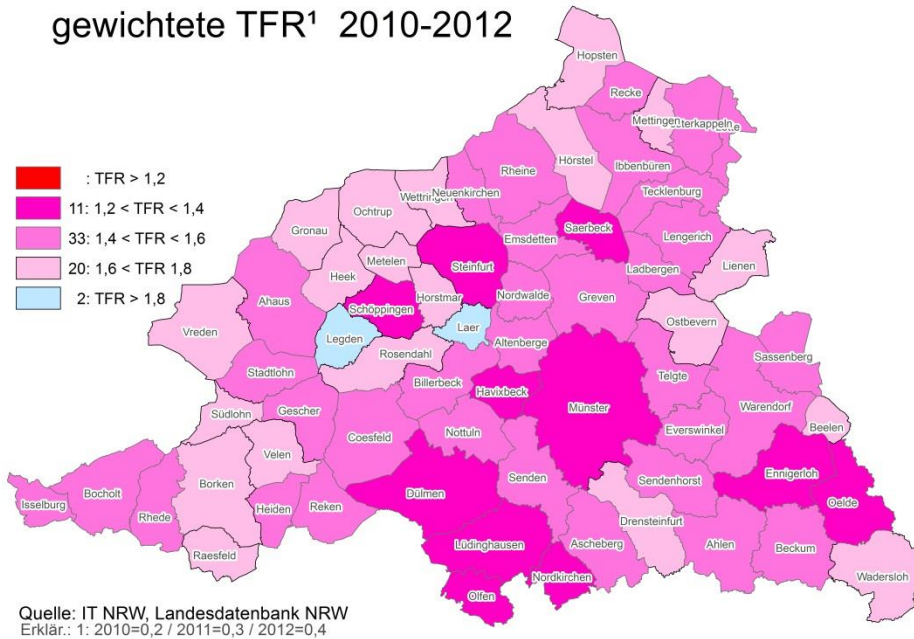 gewichtete TFR¹ 2010-2012
: TFR > 1,2
11: 1,2 < TFR < 1,4
33: 1,4 < TFR < 1,6
20: 1,6 < TFR 1,8
2: TFR > 1,8
Hopsten
Recke
Mettingen
sterkappeln
Rheine
Hörstel
Ibbenbüren
Wettringen
Neuenkirchen
Tecklenburg
Ochtrup
Gronau
Saerbeck
Emsdetten
Lengerich
Metelen
Steinfurt
Ladbergen
Lienen
Heek
Ahaus
Horstmar
Nordwalde
Greven
Schöppingen
Vreden
Laer
Ostbevern
Legden
Altenberge
Rosendahl
Sassenberg
Stadtlohn
Billerbeck
Telgte
Havixbeck
Münster
Warendorf
Südlohn
Gescher
Beelen
Coesfeld
Nottuln
Everswinkel
Velen
Ennigerloh
Senden
Sendenhorst
Borken
Dülmen
Bocholt
Isselburg
Heiden
Reken
Oelde
Rhede
Drensteinfurt
Lüdinghausen
Ascheberg
Ahlen
Beckum
Raesfeld
Nordkirchen
Wadersloh
Olfen
Quelle: IT NRW, Landesdatenbank NRW
Erklär.: 1: 2010=0,2 / 2011=0,3 / 2012=0,4